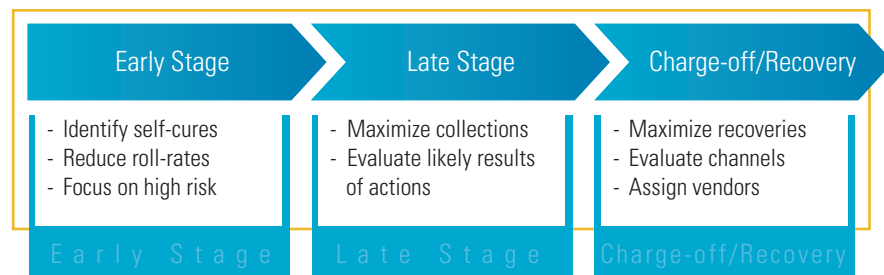 Early Stage
Late Stage
Charge-off/Recovery
- Identify self-cures
- Reduce roll-rates
- Focus on high risk
- Maximize collections
- Evaluate likely results
of actions
- Maximize recoveries
- Evaluate channels
- Assign vendors
Early Stage
Late Stage
Charge-off/Recovery